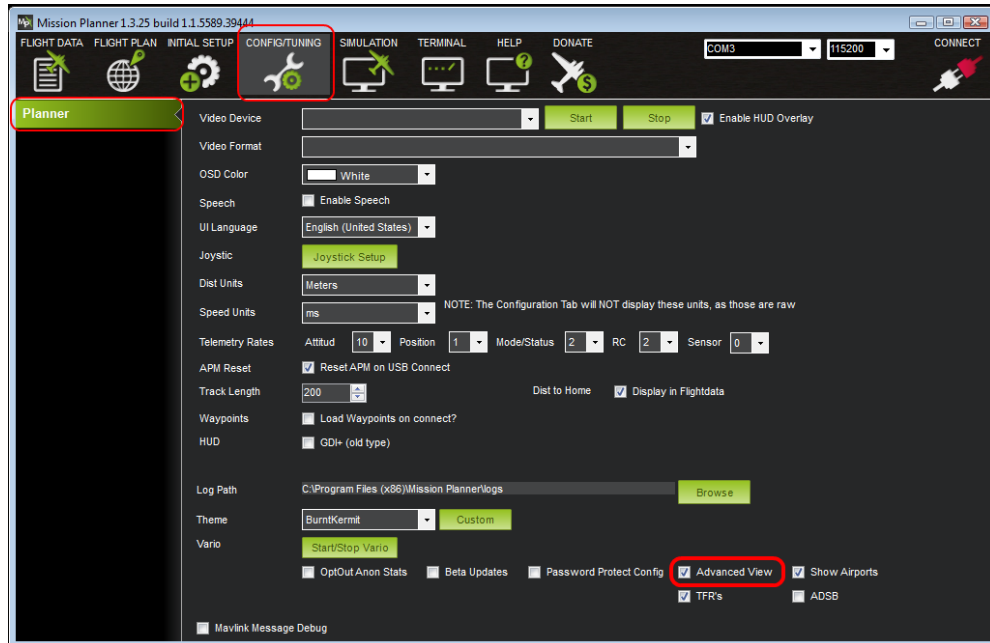 Mission Planner 1.3.25 build 1.1.5589.39444
FLIGHT DATA FLIGHT PLAN INITIAL SETUP CONFIG/TUNING SIMULATION TERMINAL HELP DONATE COM3 115200 CONNECT
Planner
Video Device Start Stop Enable HUD Overlay
Video Format
OSD Color White
Speech Enable Speech
UI Language English (United States)
Joystic Joystick Setup
Dist Units Meters
NOTE: The Configuration Tab will NOT display these units, as those are raw
Speed Units ms
Telemetry Rates Attitud 10 Position 1 Mode/Status 2 RC 2 Sensor 0
APM Reset Reset APM on USB Connect
Track Length 200 Dist to Home Display in Flightdata
Waypoints Load Waypoints on connect?
HUD GDI+ (old type)
Log Path C:\Program Files (x86)\Mission Planner\logs Browse
Theme BurntKermit Custom
Vario Start/Stop Vario
OptOut Anon Stats Beta Updates Password Protect Config Advanced View Show Airports
TFR's ADSB
Mavlink Message Debug